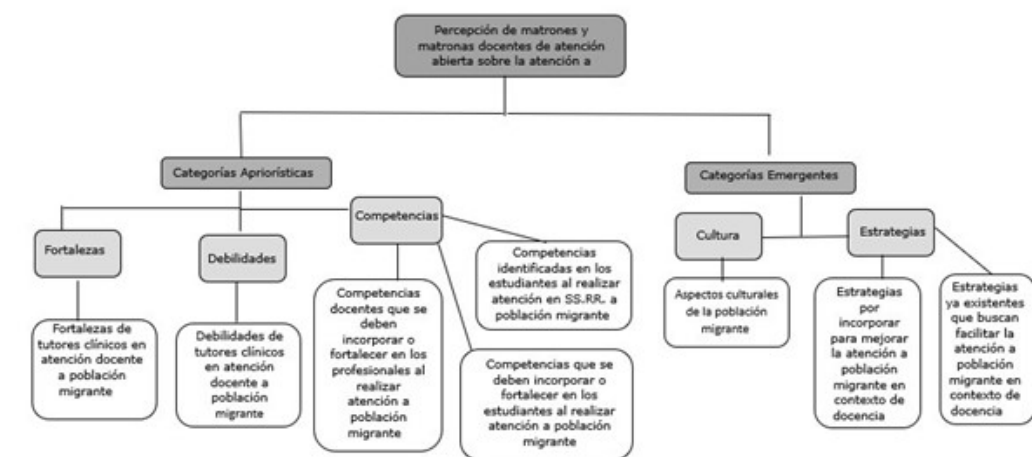 Percepción de matrones y
matronas docentes de atención
abierta sobre la atención a
Categorías Apriorísticas
Categorías Emergentes
Fortalezas
Debilidades
Competencias
Cultura
Estrategias
Fortalezas de
tutores clínicos en
atención docente
a población
migrante
Debilidades de
tutores clínicos
en atención
docente a
población
migrante
Competencias
docentes que se
deben
incorporar o
fortalecer en los
profesionales al
realizar
atención a
población
migrante
Competencias
identificadas en los
estudiantes al realizar
atención en SS.RR. a
población migrante
Competencias que se
deben incorporar o
fortalecer en los
estudiantes al realizar
atención a población
migrante
Aspectos culturales
de la población
migrante
Estrategias
por
incorporar
para mejorar
la atención a
población
migrante en
contexto de
docencia
Estrategias
ya existentes
que buscan
facilitar la
atención a
población
migrante en
contexto de
docencia